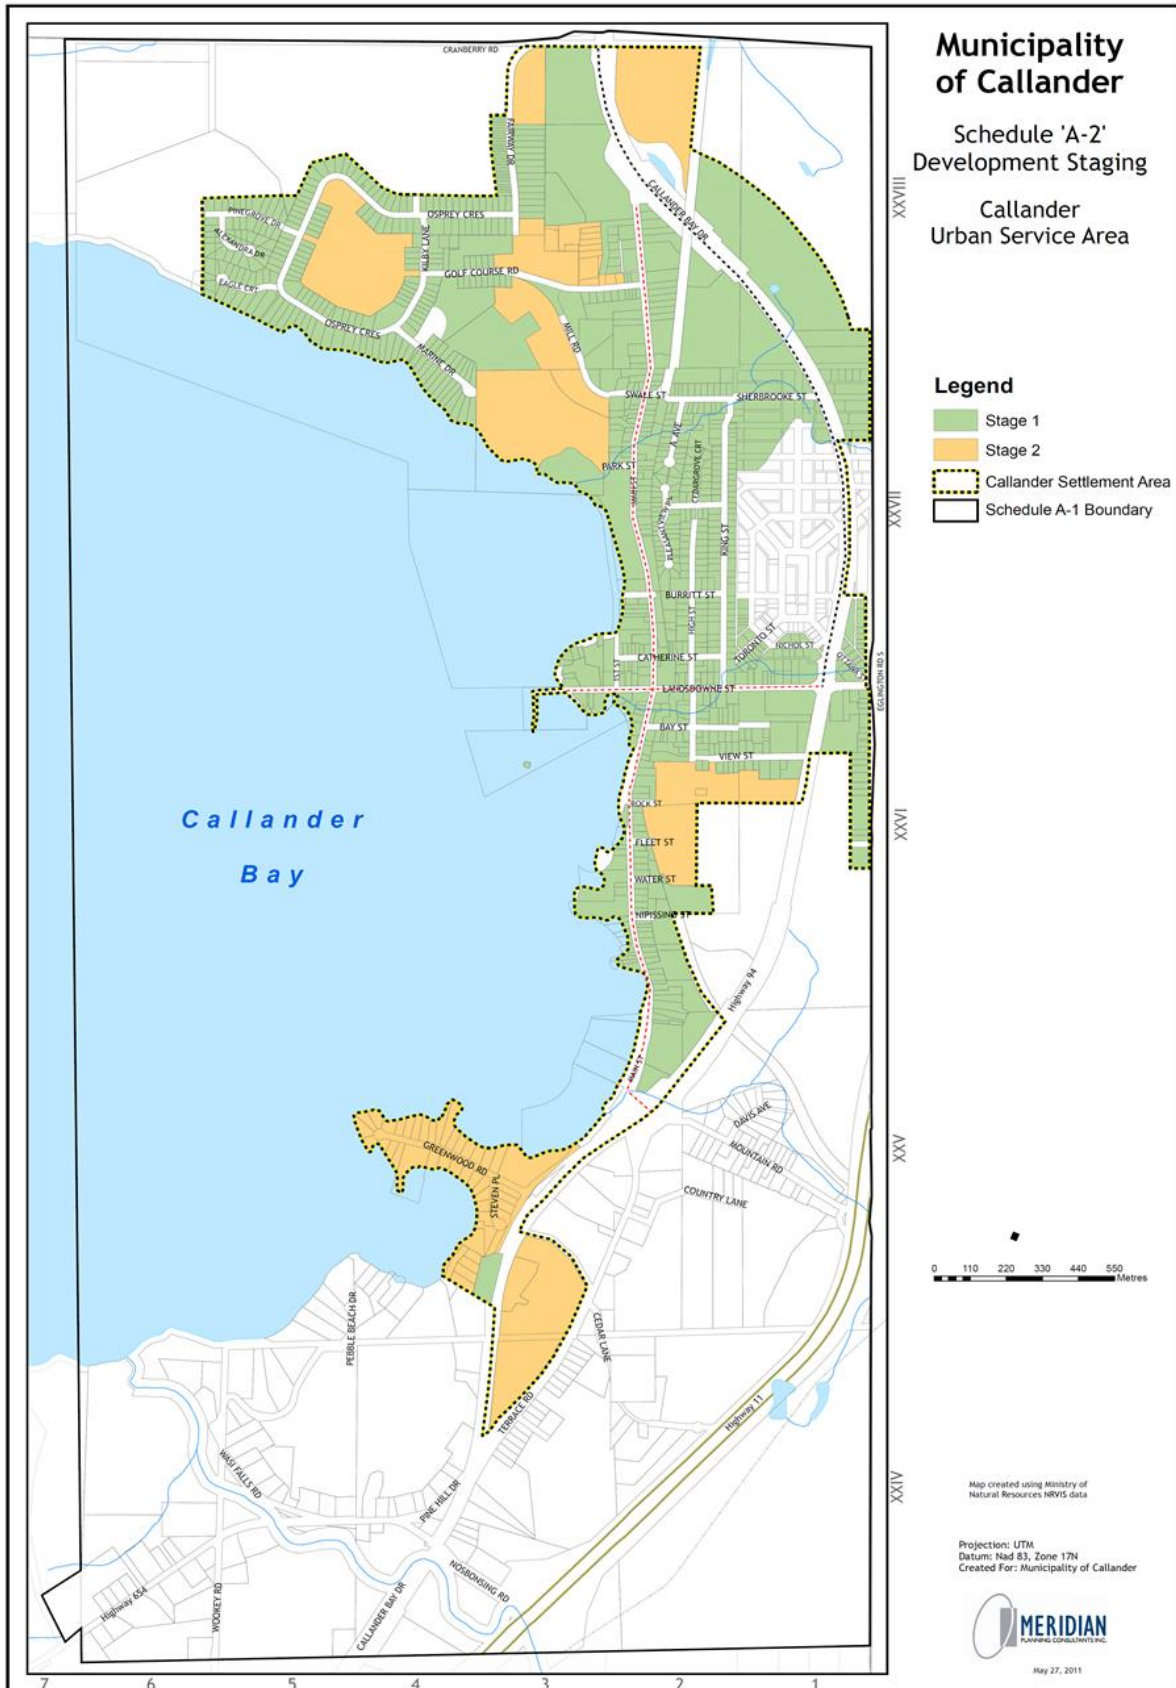 Municipality
of Callander
Schedule 'A-2'
Development Staging
Callander
Urban Service Area
Legend
Stage 1
Stage 2
Callander Settlement Area
Schedule A-1 Boundary
CRANBERRY RD
FAIRWAY DR
XXVIII
CALLANDER BAY DR
PINEGROVE DR
OSPREY CRES
ALEXANDRA DR
KILBY LANE
GOLF COURSE RD
EAGLE CRT
OSPREY CRES
MILL RD
MARINE DR
SWALE ST
SHERBROOKE ST
A. AVE
CEDARGROVE CRT
PARK ST
MAIN ST
PLEASANTVIEW PL
XXVII
KING ST
BURRITT ST
HIGH ST
TORONTO ST
NICHOL ST
CATHERINE ST
1ST ST
EGLINGTON RD S
LANDSDOWNE ST
BAY ST
VIEW ST
ROCK ST
Callander
Bay
XXVI
FLEET ST
WATER ST
NIPISSING ST
Highway 94
MAIN ST
DAVIS AVE
XXV
MOUNTAIN RD
GREENWOOD RD
STEVEN PL
COUNTRY LANE
0 110 220 330 440 550
Metres
PEBBLE BEACH DR
CEDAR LANE
TERRACE RD
Highway 11
WASI FALLS RD
XXIV
PINE HILL DR
NOSBONSING RD
Highway 654
WOOKEY RD
CALLANDER BAY DR
7 6 5 4 3 2 1
Map created using Ministry of
Natural Resources NRVIS data
Projection: UTM
Datum: Nad 83, Zone 17N
Created For: Municipality of Callander
MERIDIAN
PLANNING CONSULTANTS INC.
May 27, 2011